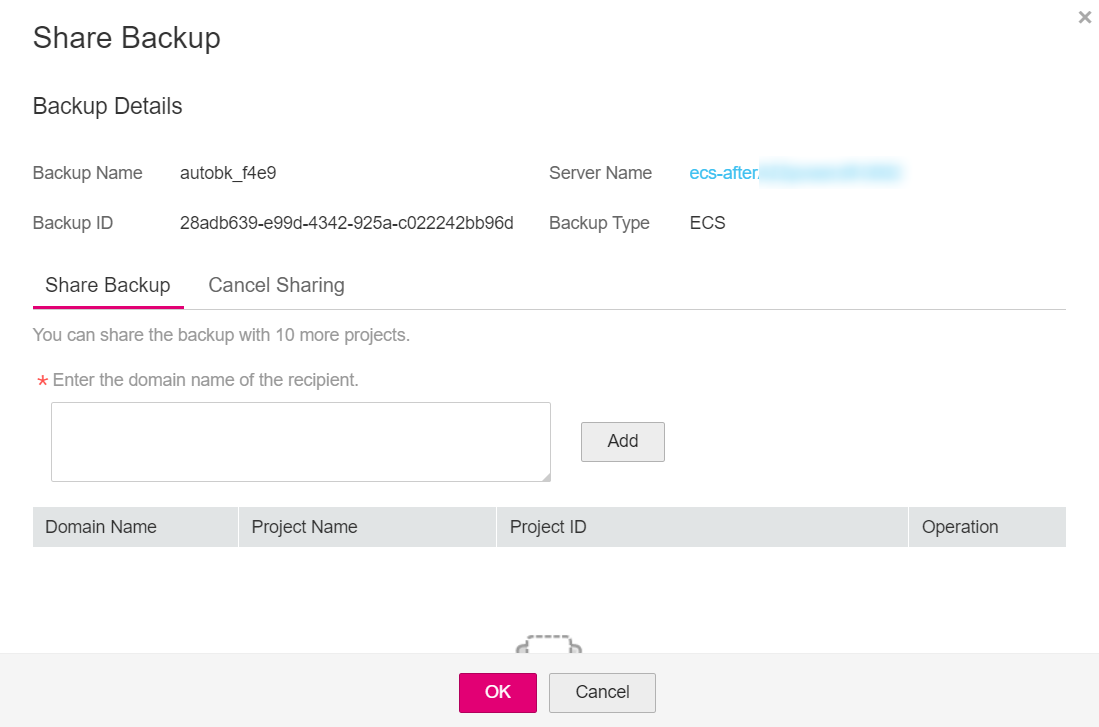 Share Backup
Backup Details
Backup Name autobk_f4e9 Server Name ecs-after.
Backup ID 28adb639-e99d-4342-925a-c022242bb96d Backup Type ECS
Share Backup Cancel Sharing
You can share the backup with 10 more projects.
* Enter the domain name of the recipient.
Add
Domain Name Project Name Project ID Operation
OK Cancel